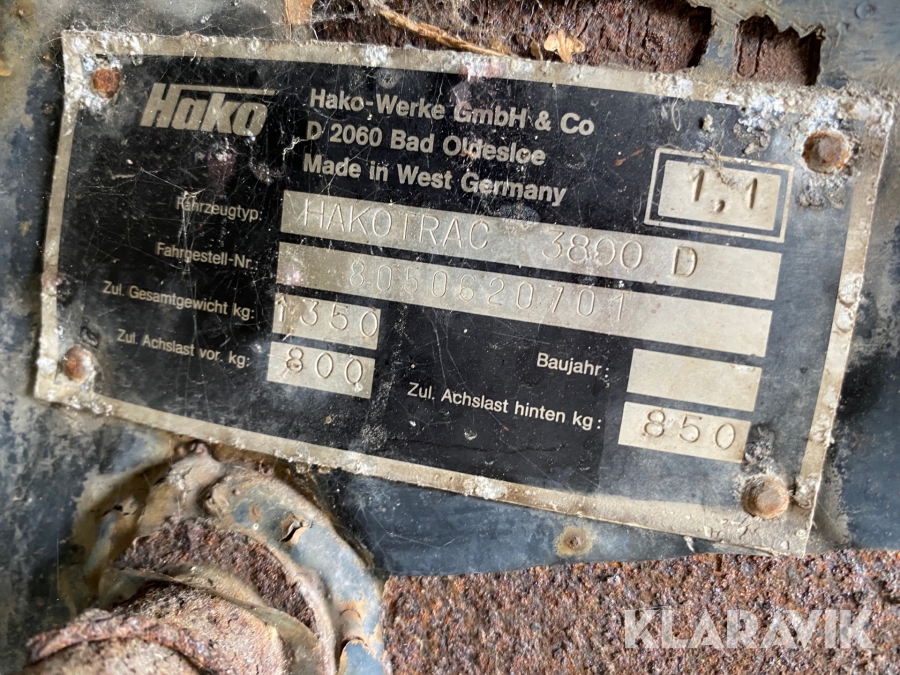 Hako
Hako-Werke GmbH & Co
D 2060 Bad Oldesloe
Made in West Germany
1,1
Fahrzeugtyp: HAKOTRAC 3800 D
Fahrgestell-Nr.: 8050620701
Zul. Gesamtgewicht kg: 1350
Baujahr:
Zul. Achslast vor. kg: 800
Zul. Achslast hinten kg: 850
KLARAVIK